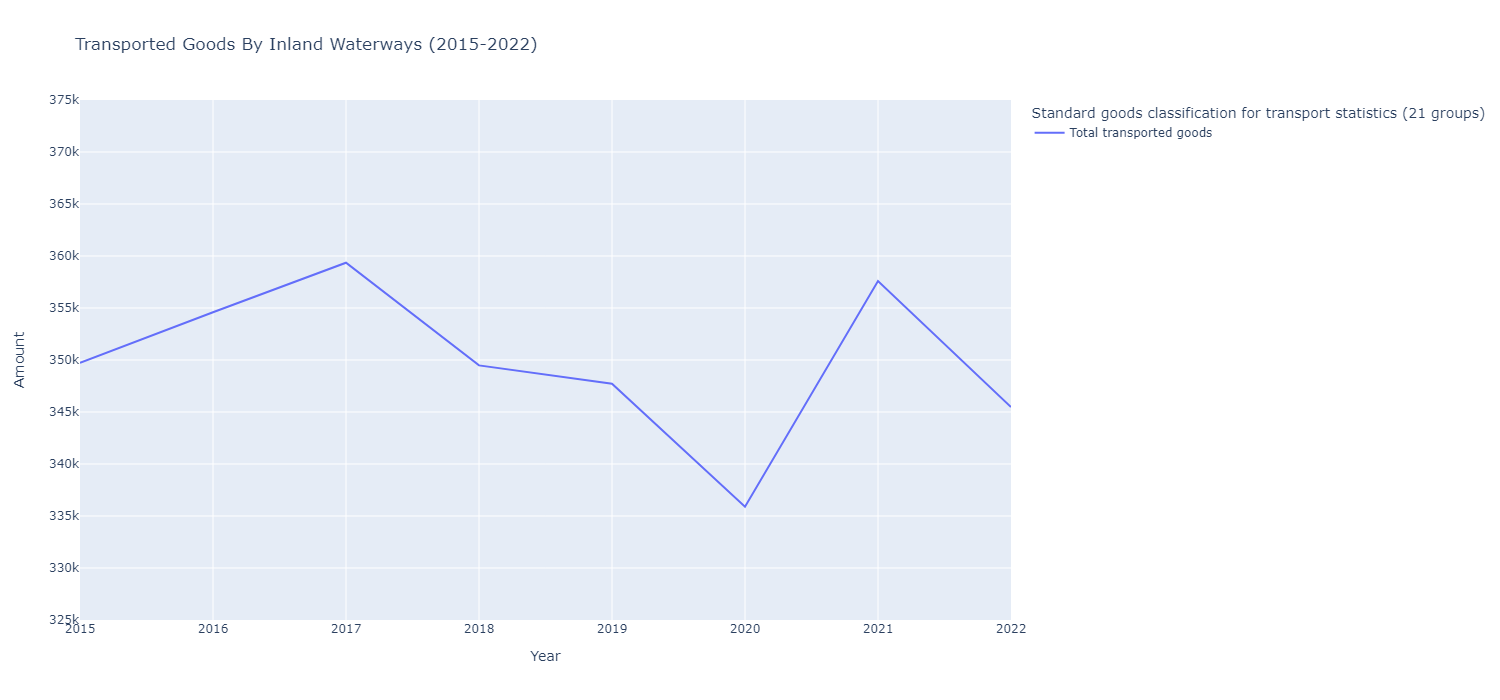 Transported Goods By Inland Waterways (2015-2022)
Standard goods classification for transport statistics (21 groups)
Total transported goods
Amount
375k
370k
365k
360k
355k
350k
345k
340k
335k
330k
325k
2015 2016 2017 2018 2019 2020 2021 2022
Year